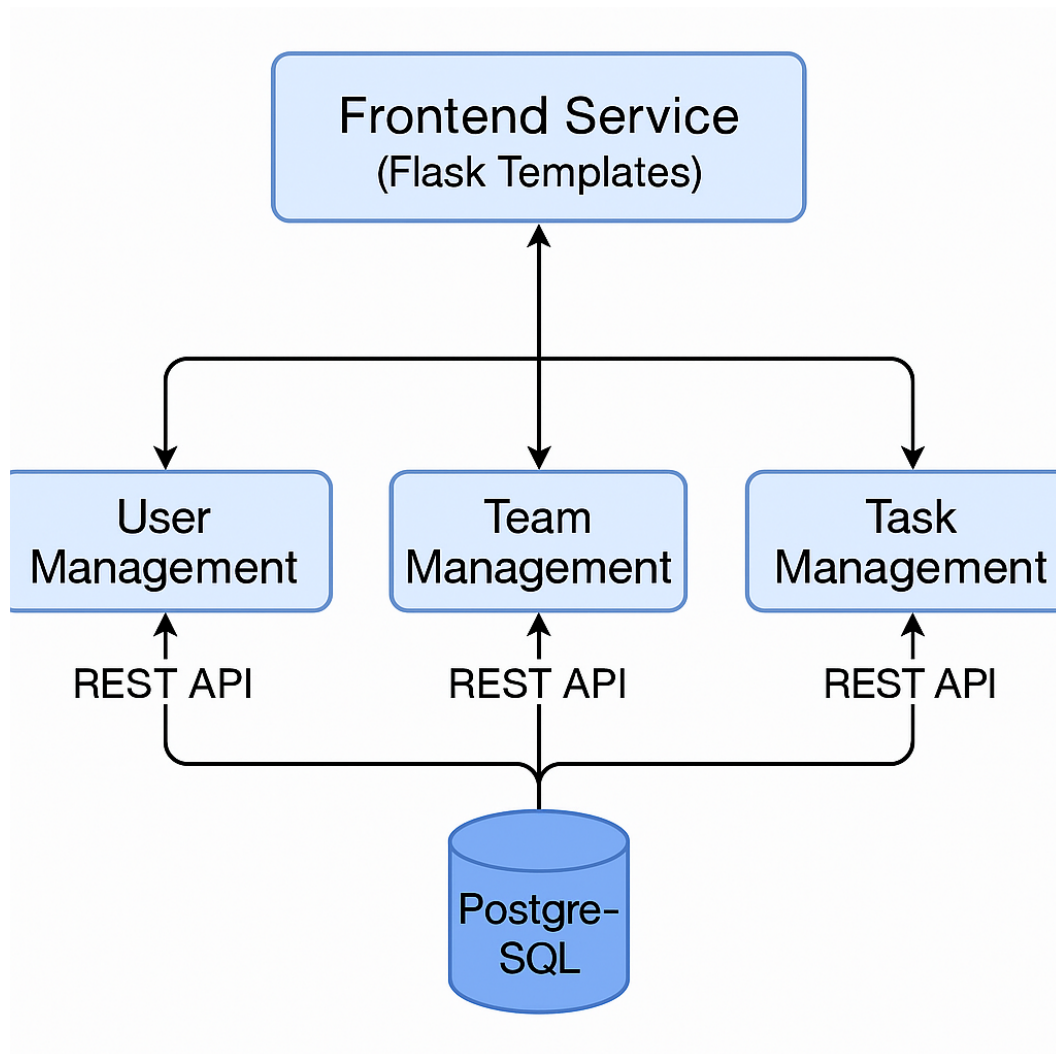 Frontend Service
(Flask Templates)
User
Management
Team
Management
Task
Management
REST API
REST API
REST API
Postgre-
SQL